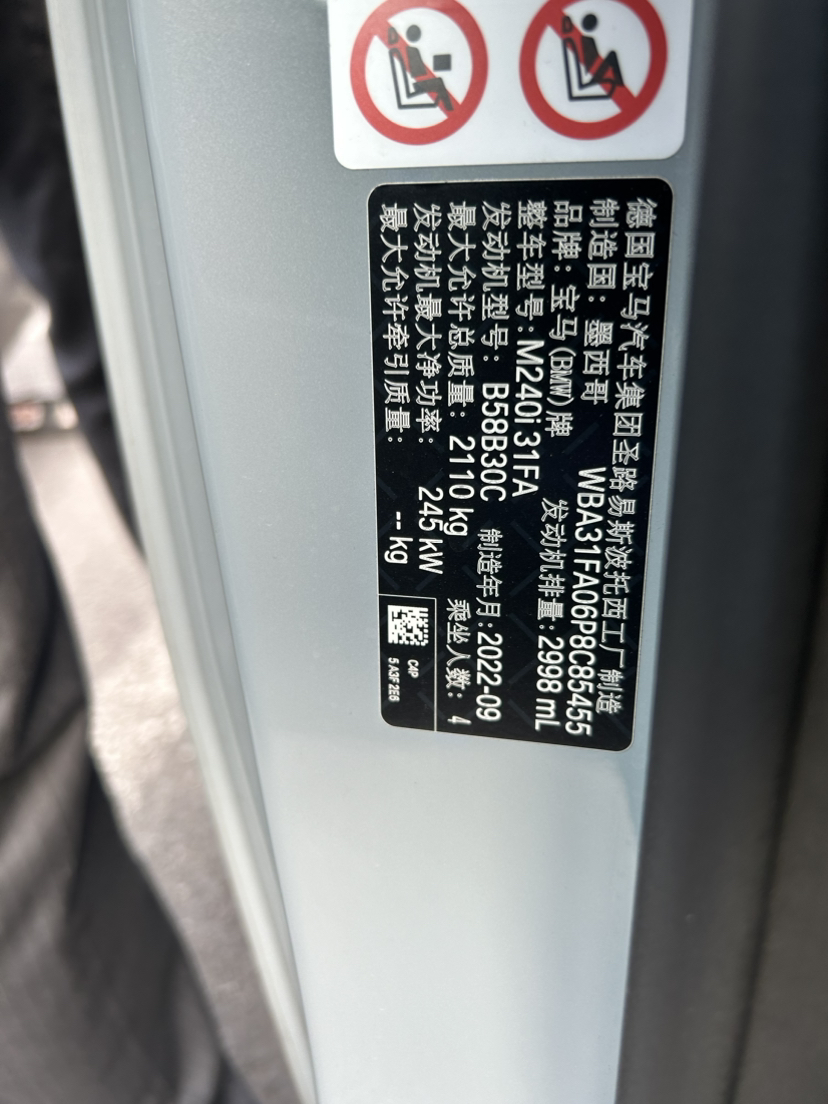 德国宝马汽车集团圣路易斯波托西工厂制造
制造国：墨西哥 WBA31FA06P8C85455
品牌：宝马(BMW)牌 发动机排量：2998 mL
整车型号：M240i 31FA
发动机型号：B58B30C 制造年月：2022-09
最大允许总质量：2110 kg 乘坐人数：4
发动机最大净功率：245 kW
最大允许牵引质量：-- kg
C4P
5A3F2E6